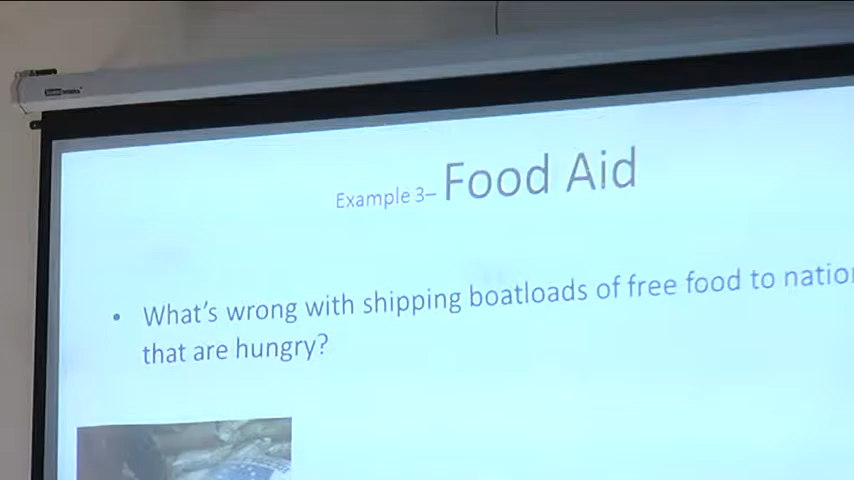 Example 3– Food Aid
• What's wrong with shipping boatloads of free food to natio
that are hungry?